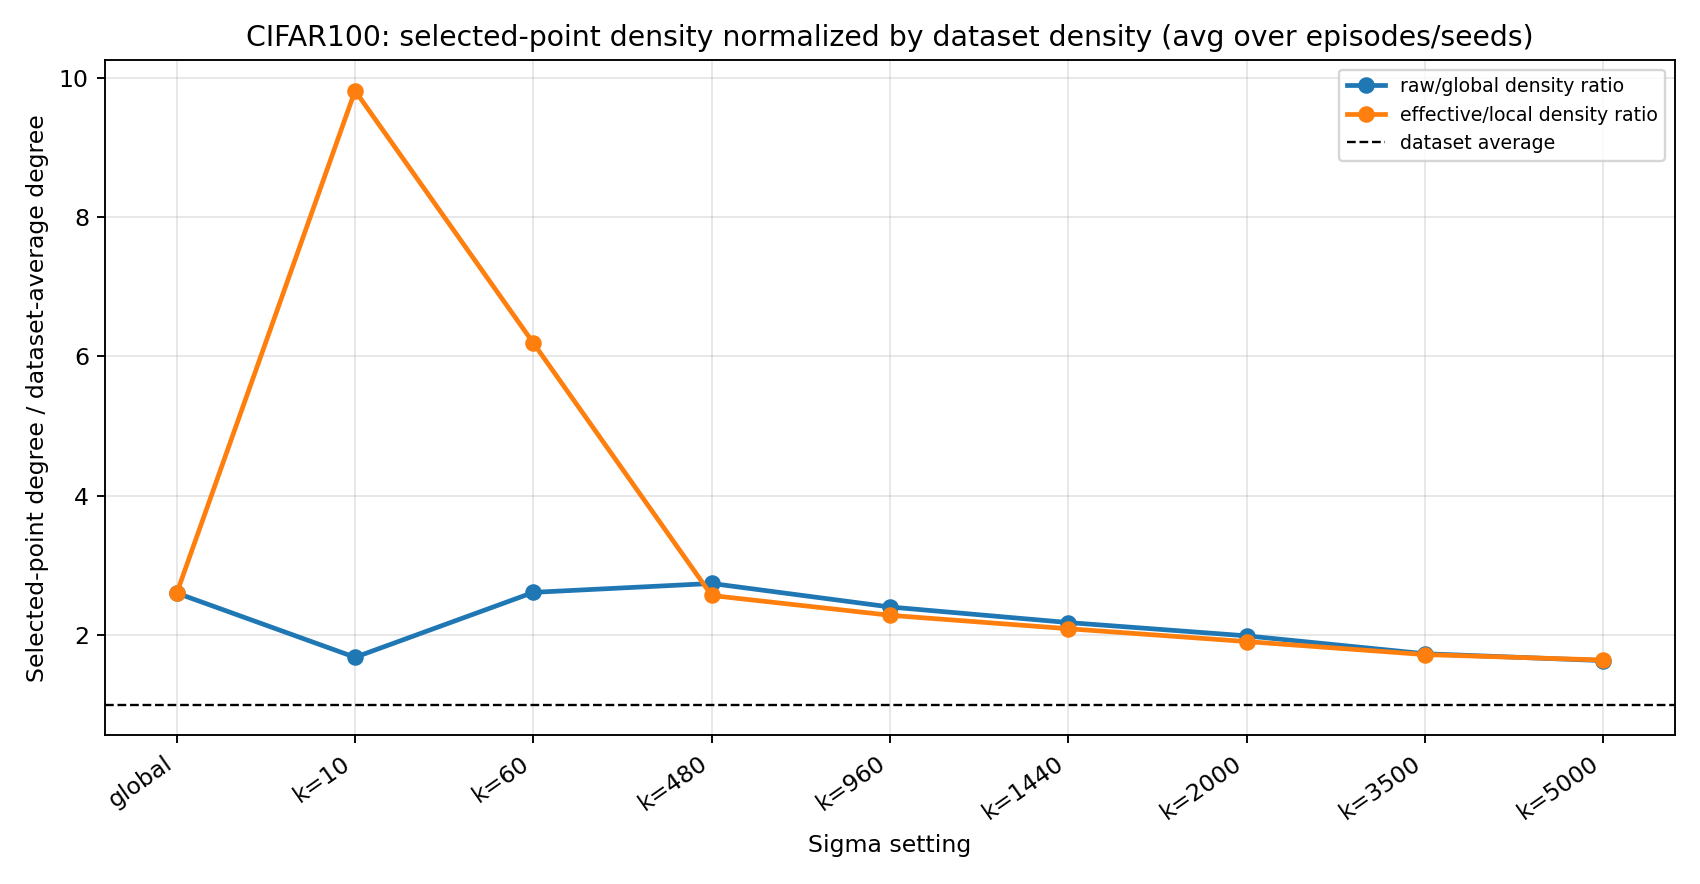 CIFAR100: selected-point density normalized by dataset density (avg over episodes/seeds)
raw/global density ratio
effective/local density ratio
dataset average
Selected-point degree / dataset-average degree
10
8
6
4
2
global
k=10
k=60
k=480
k=960
k=1440
k=2000
k=3500
k=5000
Sigma setting